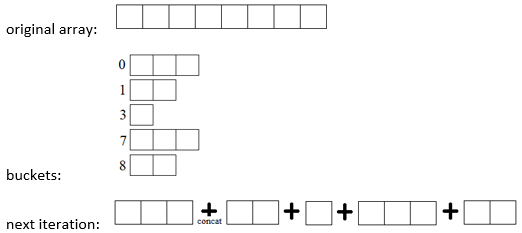 original array:
0
1
3
7
buckets: 8
next iteration: + concat + + +